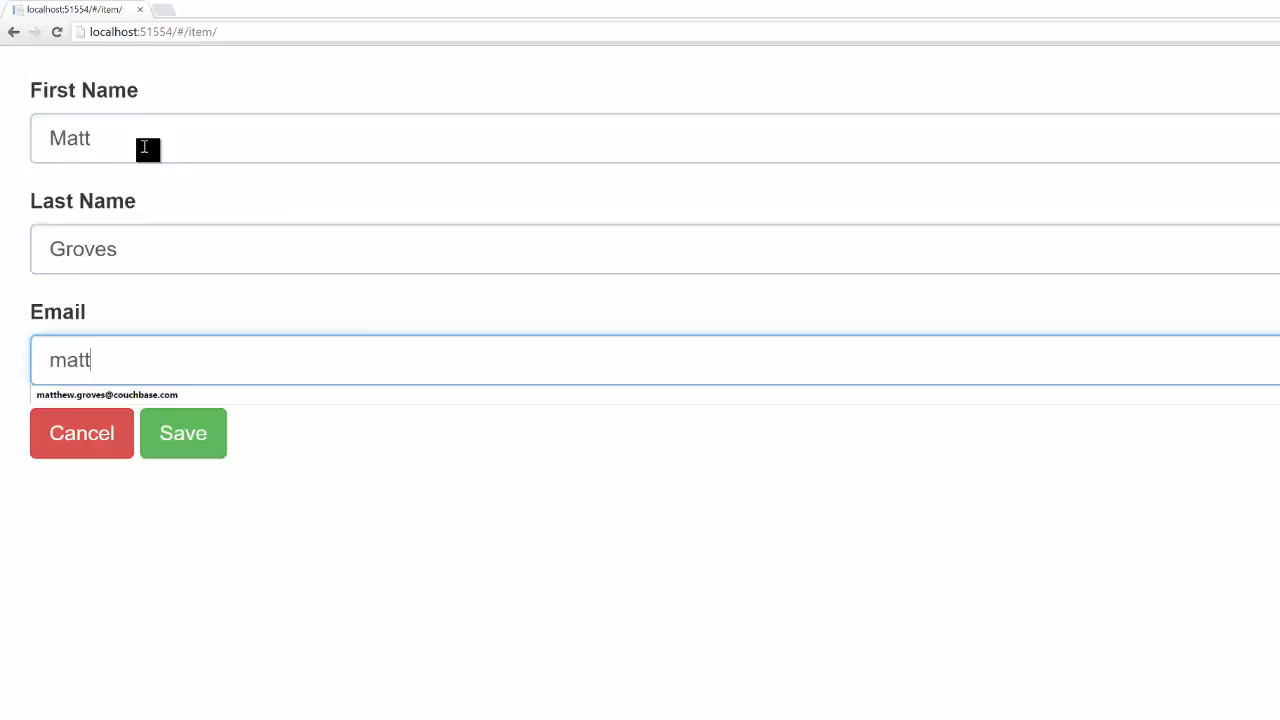 localhost:51554/#/item/
localhost:51554/#/item/
First Name
Matt
Last Name
Groves
Email
matt
matthew.groves@couchbase.com
Cancel Save